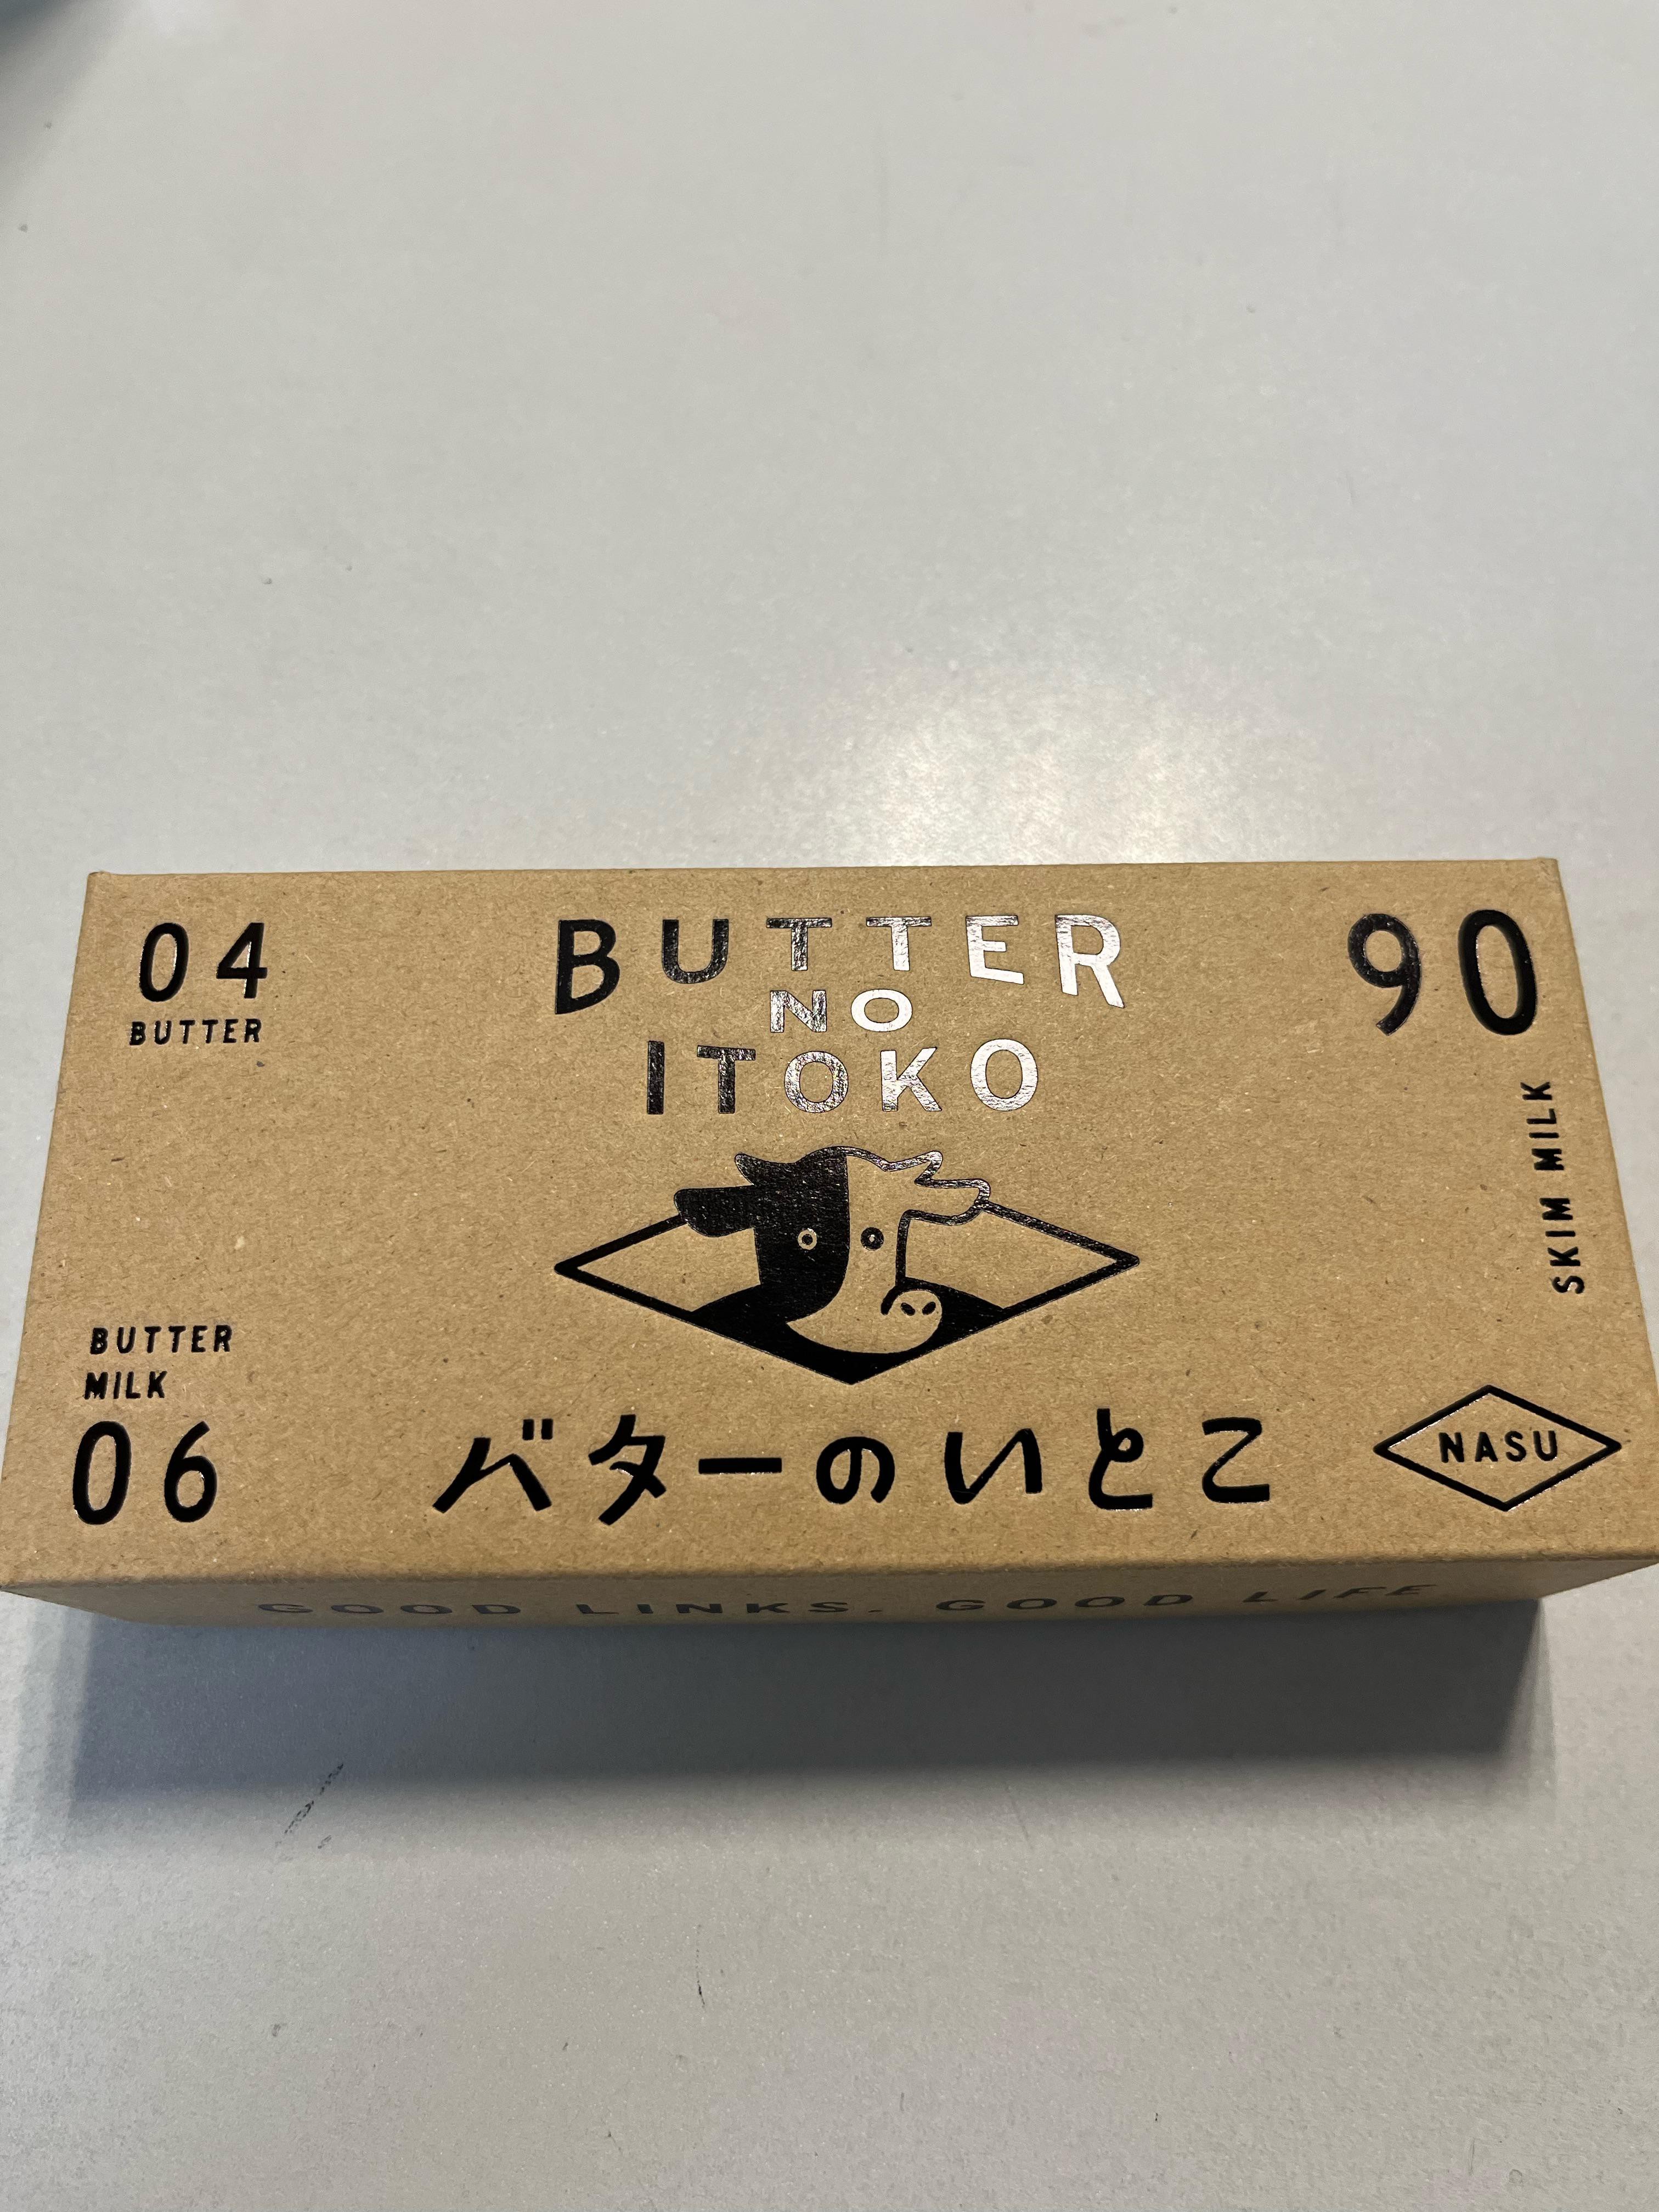 04
BUTTER
BUTTER
NO
ITOKO
90
SKIM MILK
BUTTER
MILK
06
バターのいとこ
NASU
GOOD LINKS. GOOD LIFE